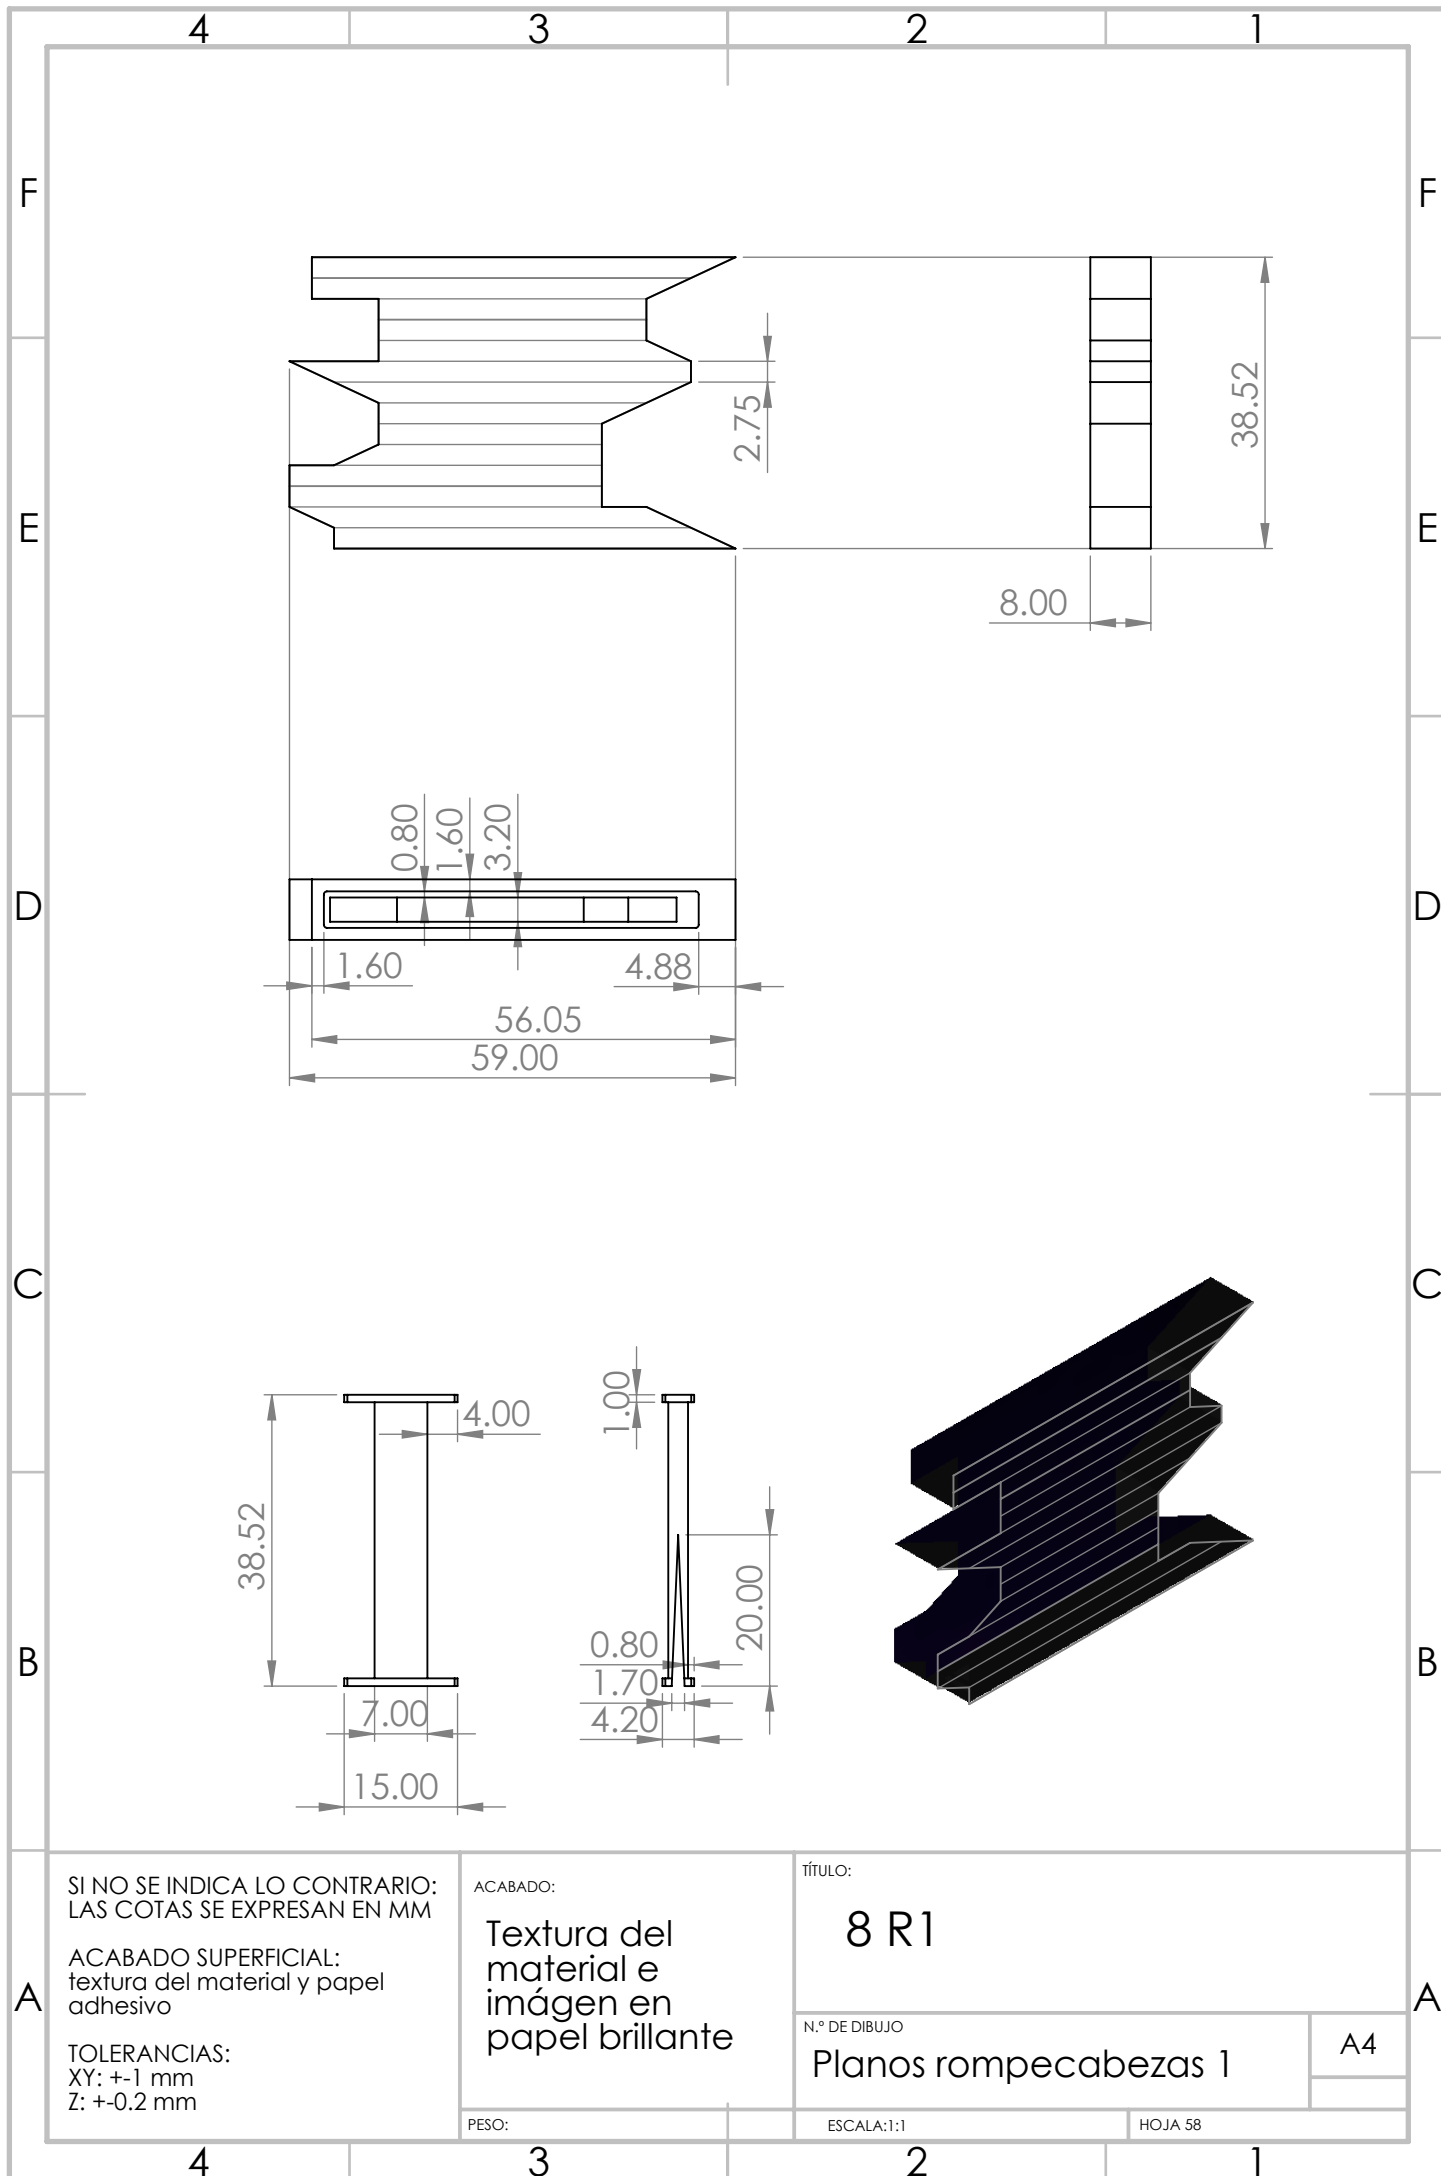 4 3 2 1
F F
38.52
2.75
E E
8.00
0.80 1.60 3.20
D D
1.60 4.88
56.05
59.00
C C
1.00
4.00
38.52
20.00
0.80
B B
1.70
7.00 4.20
15.00
SI NO SE INDICA LO CONTRARIO:
LAS COTAS SE EXPRESAN EN MM
ACABADO SUPERFICIAL:
textura del material y papel
adhesivo
TOLERANCIAS:
XY: +-1 mm
Z: +-0.2 mm
ACABADO:
Textura del
material e
imágen en
papel brillante
PESO:
TÍTULO:
8 R1
A A
N.º DE DIBUJO
Planos rompecabezas 1
A4
ESCALA:1:1
HOJA 58
4 3 2 1